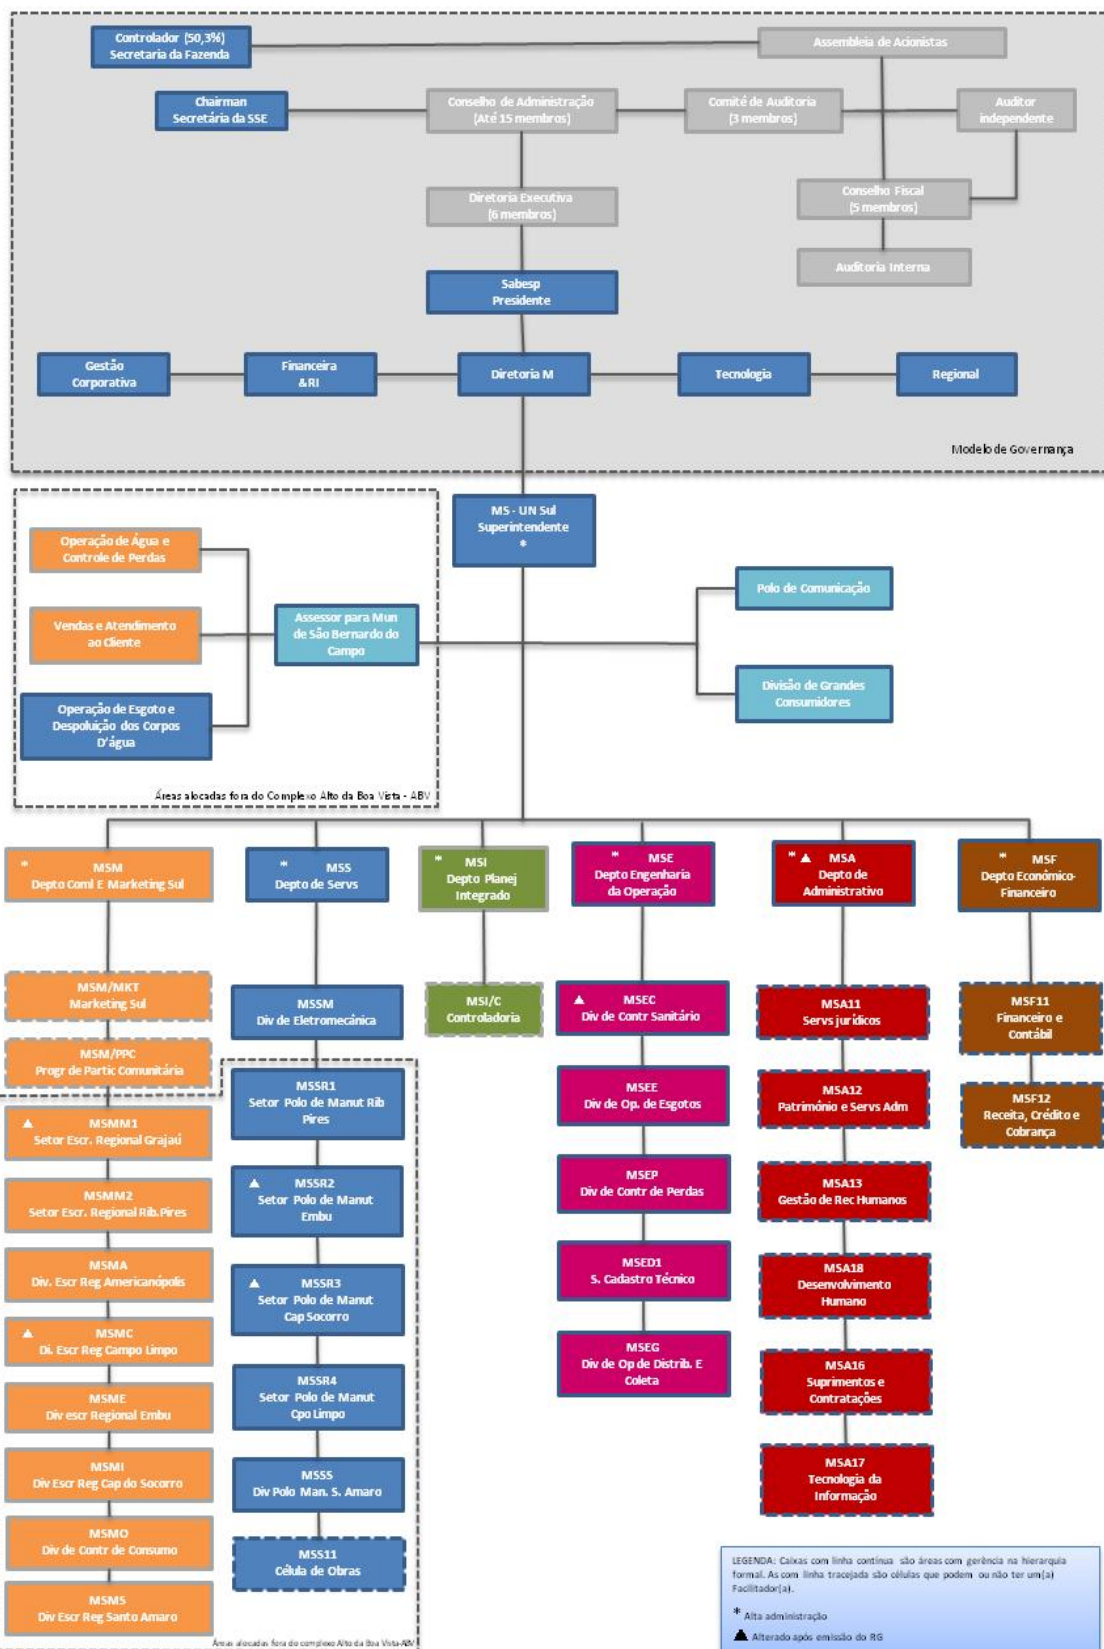 Controlador (50,3%)
Secretaria da Fazenda
Assembleia de Acionistas
Chairman
Secretária da SSE
Conselho de Administração
(Até 15 membros)
Comitê de Auditoria
(3 membros)
Auditor
independente
Diretoria Executiva
(6 membros)
Conselho Fiscal
(5 membros)
Auditoria Interna
Sabesp
Presidente
Gestão
Corporativa
Financeira
&RI
Diretoria M
Tecnologia
Regional
Modelo de Governança
MS - UN Sul
Superintendente
*
Operação de Água e
Controle de Perdas
Vendas e Atendimento
ao Cliente
Operação de Esgoto e
Despoluição dos Corpos
D'água
Assessor para Mun
de São Bernardo do
Campo
Polo de Comunicação
Divisão de Grandes
Consumidores
Áreas alocadas fora do Complexo Alto da Boa Vista - ABV
* MSM
Depto Coml E Marketing Sul
* MSS
Depto de Servs
* MSI
Depto Planej
Integrado
* MSE
Depto Engenharia
da Operação
* ▲ MSA
Depto de
Administrativo
* MSF
Depto Econômico-
Financeiro
MSM/MKT
Marketing Sul
MSM/PPC
Progr de Partic Comunitária
▲ MSMM1
Setor Escr. Regional Grajaú
MSMM2
Setor Escr. Regional Rib.Pires
MSMA
Div. Escr Reg Americanópolis
▲ MSMC
Di. Escr Reg Campo Limpo
MSME
Div escr Regional Embu
MSMI
Div Escr Reg Cap do Socorro
MSMO
Div de Contr de Consumo
MSMS
Div Escr Reg Santo Amaro
MSSM
Div de Eletromecánica
MSSR1
Setor Polo de Manut Rib
Pires
▲ MSSR2
Setor Polo de Manut
Embu
▲ MSSR3
Setor Polo de Manut
Cap Socorro
MSSR4
Setor Polo de Manut
Cpo Limpo
MSSS
Div Polo Man. S. Amaro
MSS11
Célula de Obras
Áreas alocadas fora do complexo Alto da Boa Vista-ABV
MSI/C
Controladoria
▲ MSEC
Div de Contr Sanitário
MSEE
Div de Op. de Esgotos
MSEP
Div de Contr de Perdas
MSED1
S. Cadastro Técnico
MSEG
Div de Op de Distrib. E
Coleta
MSA11
Servs jurídicos
MSA12
Patrimônio e Servs Adm
MSA13
Gestão de Rec Humanos
MSA18
Desenvolvimento
Humano
MSA16
Suprimentos e
Contratações
MSA17
Tecnologia da
Informação
MSF11
Financeiro e
Contábil
MSF12
Receita, Crédito e
Cobrança
LEGENDA: Caixas com linha contínua são áreas com gerência na hierarquia
formal. As com linha tracejada são células que podem ou não ter um(a)
Facilitador(a).
* Alta administração
▲ Alterado após emissão do RG